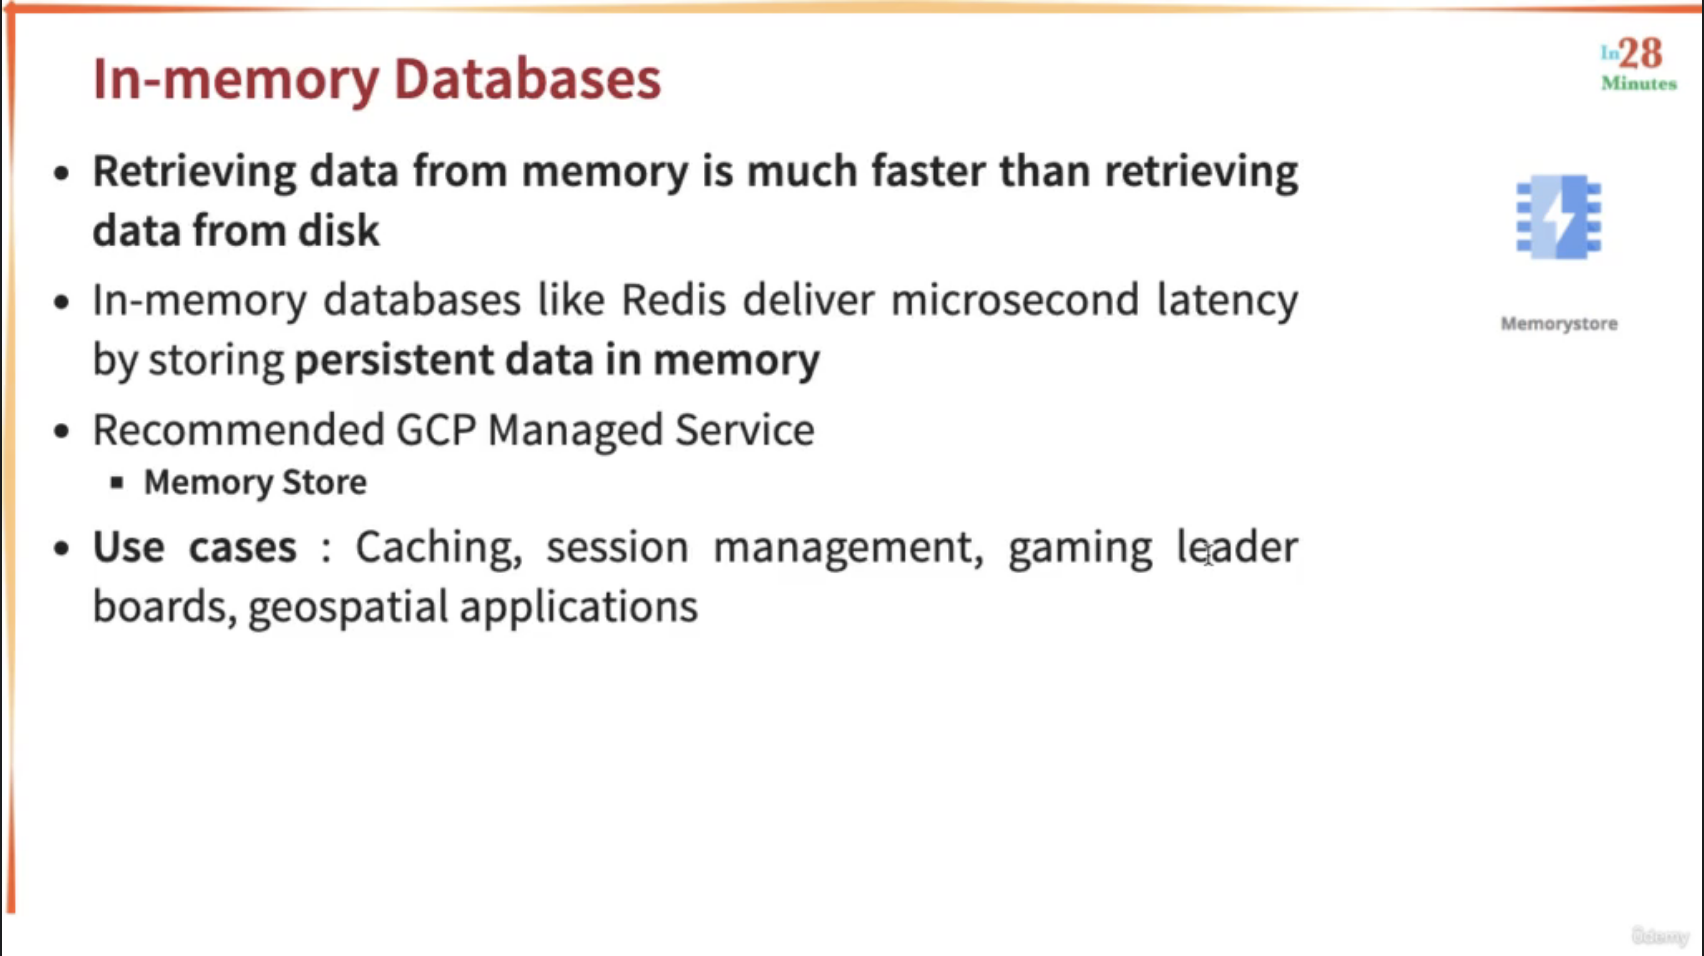 In-memory Databases
In28
Minutes
• Retrieving data from memory is much faster than retrieving
data from disk
• In-memory databases like Redis deliver microsecond latency
by storing persistent data in memory
Memorystore
• Recommended GCP Managed Service
▪ Memory Store
• Use cases : Caching, session management, gaming leader
boards, geospatial applications
ûdemy